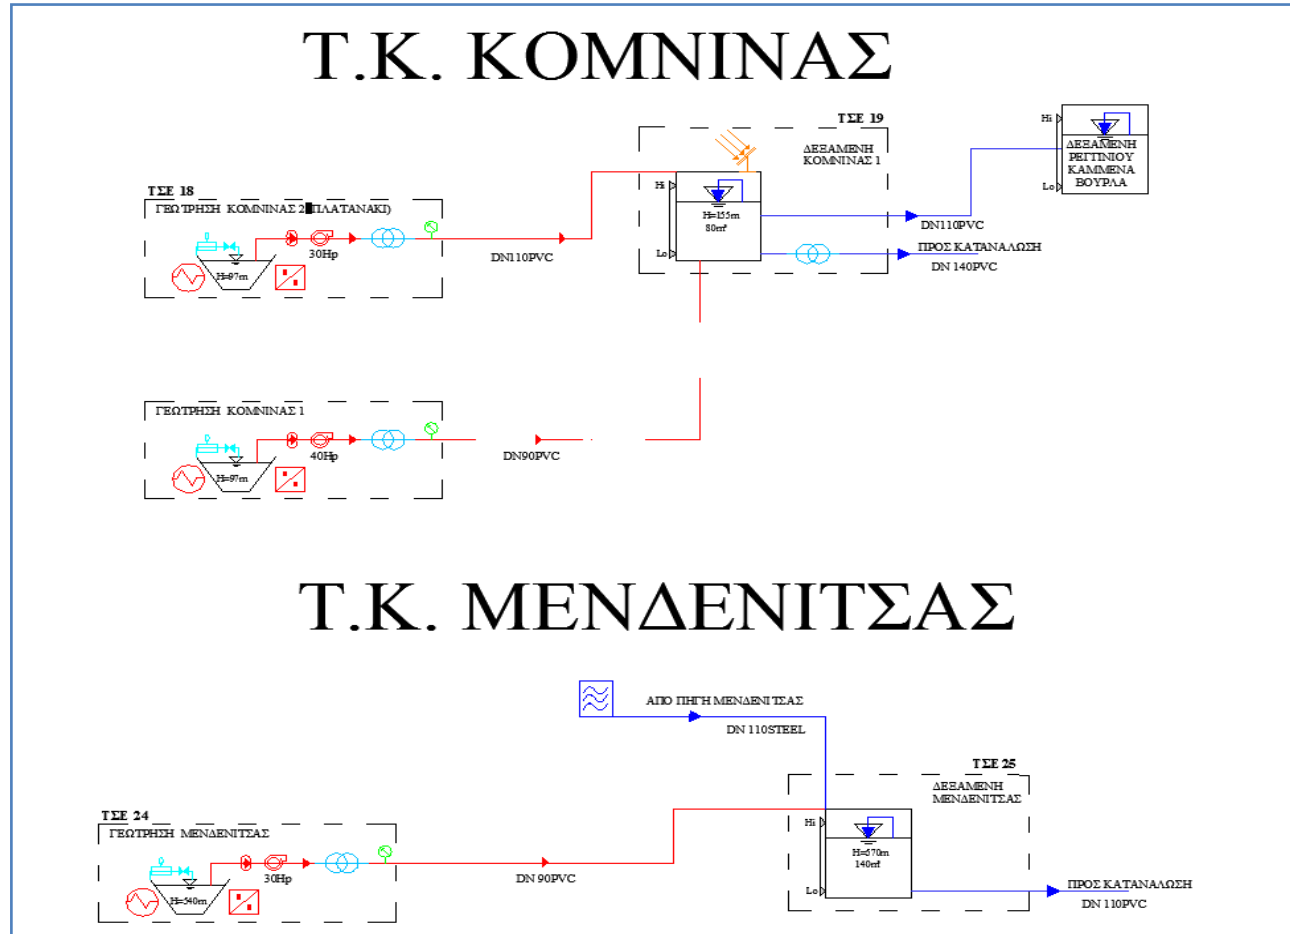 Τ.Κ. ΚΟΜΝΙΝΑΣ
ΤΣΕ 19
ΔΕΞΑΜΕΝΗ
ΚΟΜΝΙΝΑΣ 1
Hi
ΔΕΞΑΜΕΝΗ
ΡΕΓΓΙΝΙΟΥ
ΚΑΜΜΕΝΑ
ΒΟΥΡΛΑ
Lo
ΤΣΕ 18
ΓΕΩΤΡΗΣΗ ΚΟΜΝΙΝΑΣ 2 ΠΛΑΤΑΝΑΚΙ)
30Hp
H=97m
DN110PVC
Hi
H=155m
80m³
Lo
DN110PVC
ΠΡΟΣ ΚΑΤΑΝΑΛΩΣΗ
DN 140PVC
ΓΕΩΤΡΗΣΗ ΚΟΜΝΙΝΑΣ 1
40Hp
H=97m
DN90PVC
Τ.Κ. ΜΕΝΔΕΝΙΤΣΑΣ
ΑΠΟ ΠΗΓΗ ΜΕΝΔΕΝΙΤΣΑΣ
DN 110STEEL
ΤΣΕ 25
ΔΕΞΑΜΕΝΗ
ΜΕΝΔΕΝΙΤΣΑΣ
Hi
H=570m
140m³
Lo
ΤΣΕ 24
ΓΕΩΤΡΗΣΗ ΜΕΝΔΕΝΙΤΣΑΣ
30Hp
H=540m
DN 90PVC
ΠΡΟΣ ΚΑΤΑΝΑΛΩΣΗ
DN 110PVC